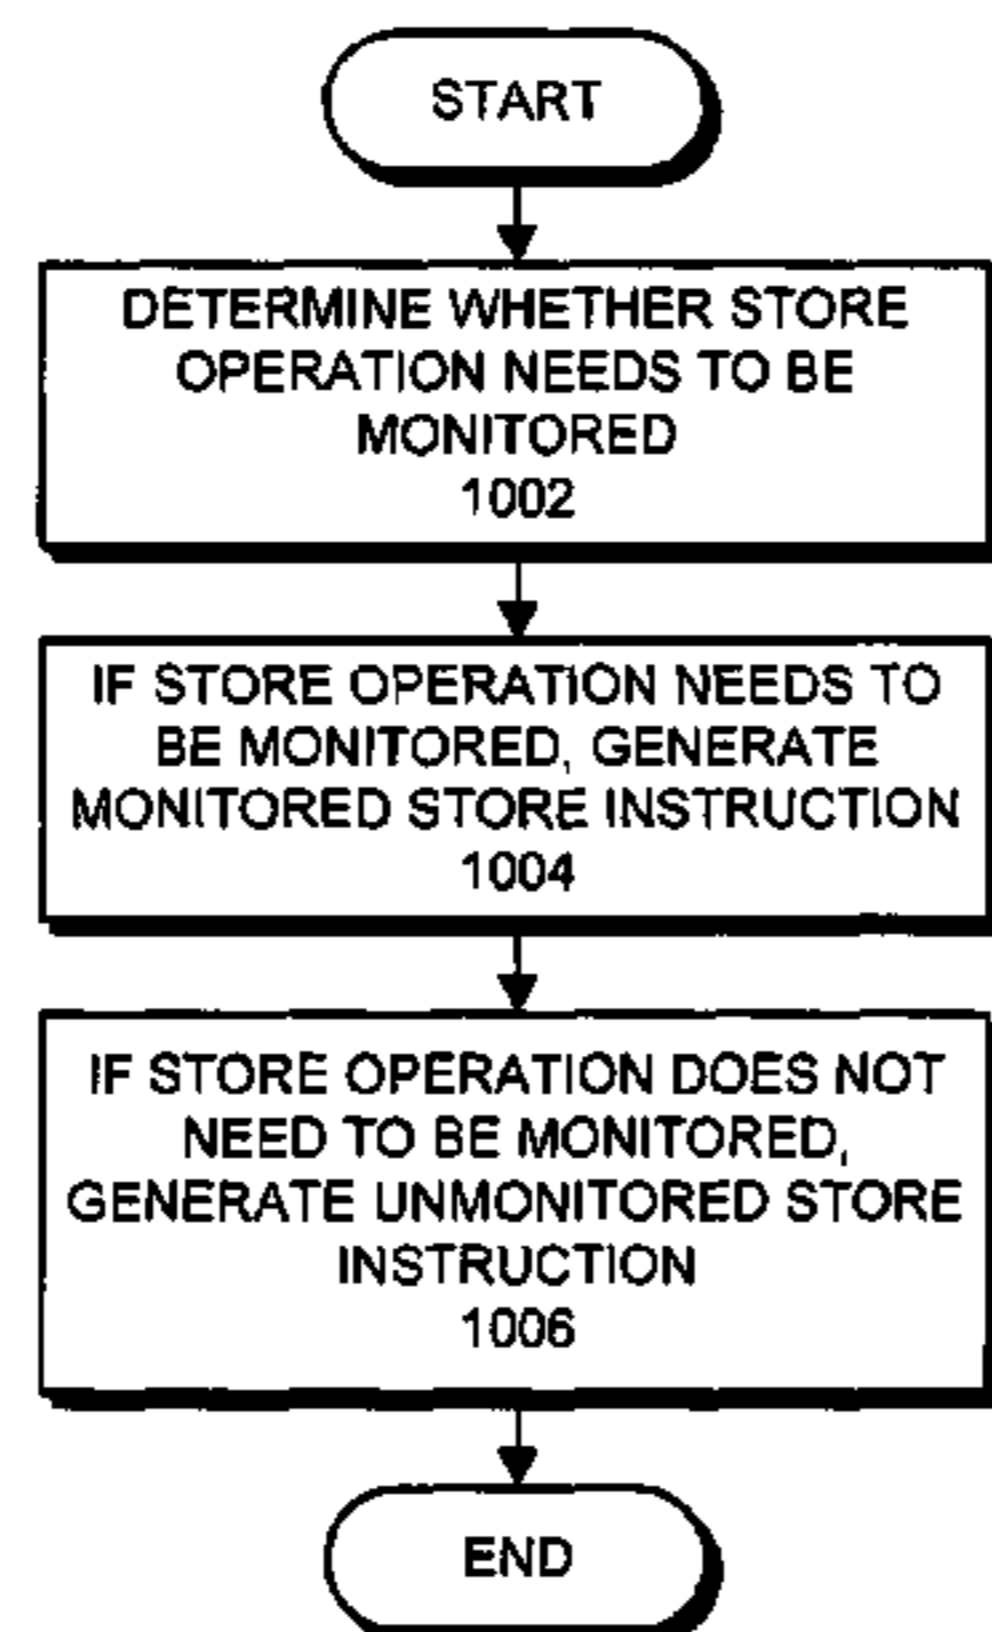 START
DETERMINE WHETHER STORE
OPERATION NEEDS TO BE
MONITORED
1002
IF STORE OPERATION NEEDS TO
BE MONITORED, GENERATE
MONITORED STORE INSTRUCTION
1004
IF STORE OPERATION DOES NOT
NEED TO BE MONITORED,
GENERATE UNMONITORED STORE
INSTRUCTION
1006
END